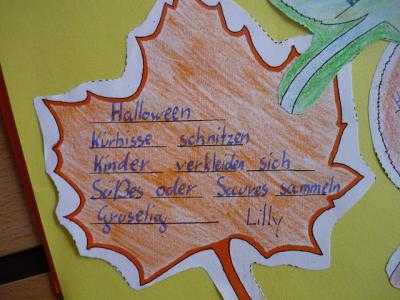 Halloween
Kürbisse schnitzen
Kinder verkleiden sich
Süßes oder Saures sammeln
Gruselig Lilly